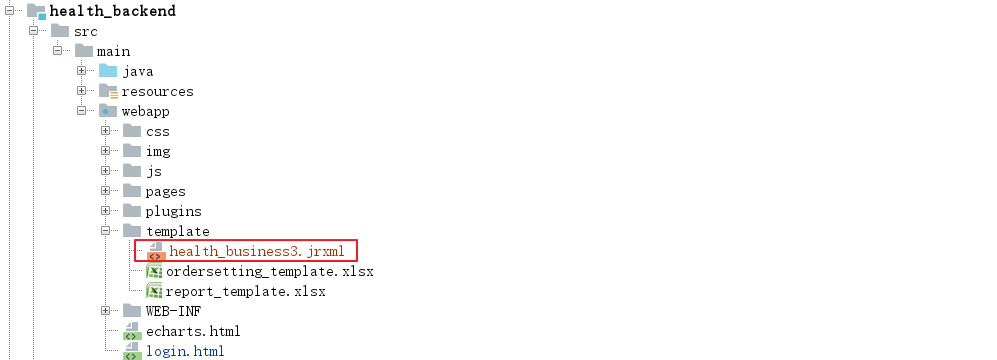 health_backend
src
main
java
resources
webapp
css
img
js
pages
plugins
template
health_business3.jrxml
ordersetting_template.xlsx
report_template.xlsx
WEB-INF
echarts.html
login.html